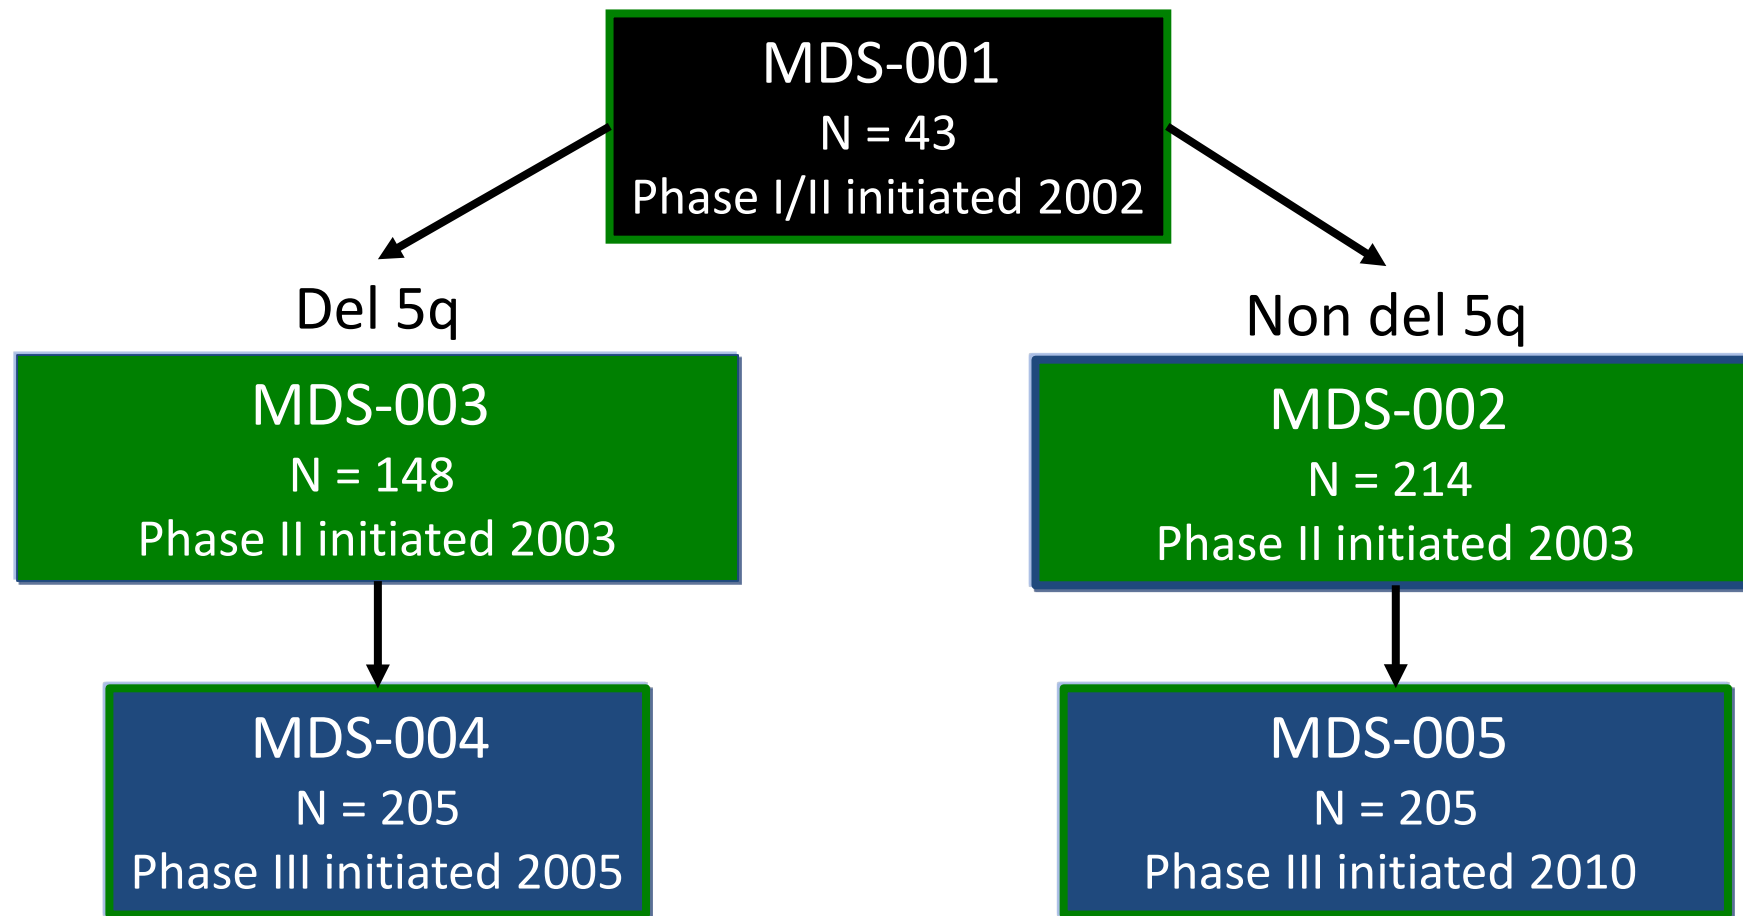 MDS-001
N = 43
Phase I/II initiated 2002
Del 5q
MDS-003
N = 148
Phase II initiated 2003
MDS-004
N = 205
Phase III initiated 2005
Non del 5q
MDS-002
N = 214
Phase II initiated 2003
MDS-005
N = 205
Phase III initiated 2010